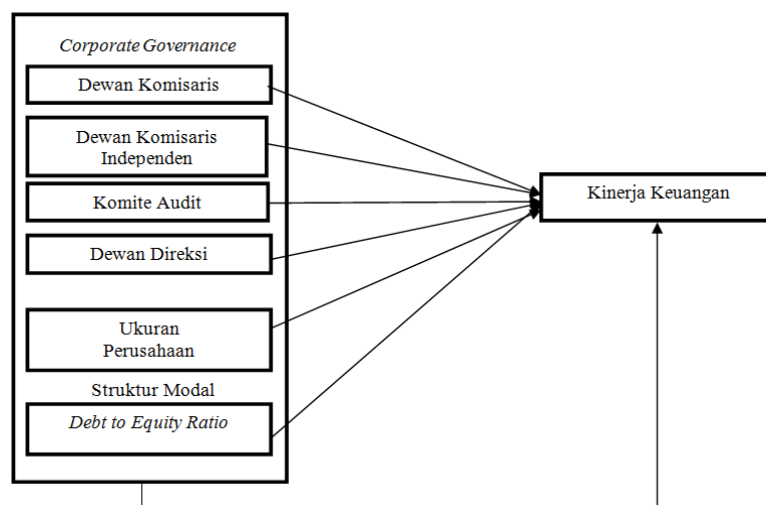 Corporate Governance
Dewan Komisaris
Dewan Komisaris
Independen
Komite Audit
Dewan Direksi
Ukuran
Perusahaan
Struktur Modal
Debt to Equity Ratio
Kinerja Keuangan